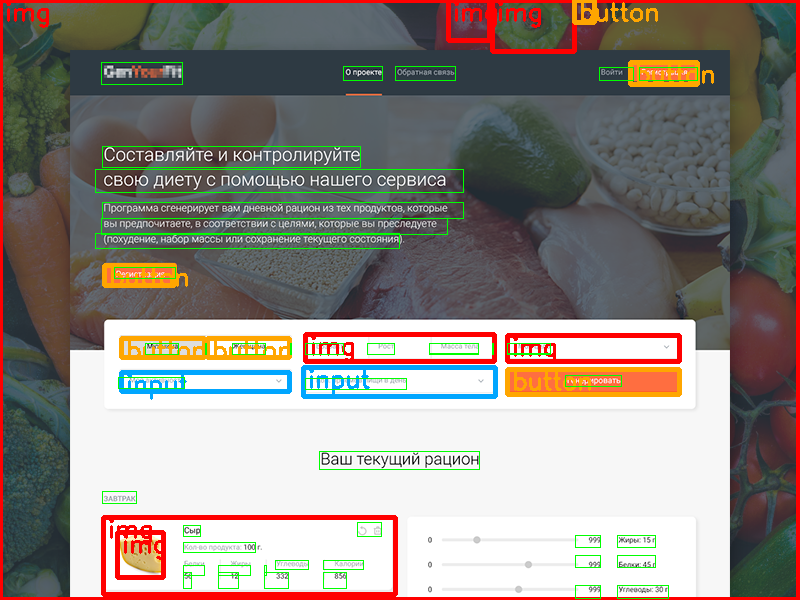 img
img
img
button
GenYourFit
О проекте
Обратная связь
Войти
button
Составляйте и контролируйте
свою диету с помощью нашего сервиса
Программа сгенерирует вам дневной рацион из тех продуктов, которые
вы предпочитаете, в соответствии с целями, которые вы преследуете
(похудение, набор массы или сохранение текущего состояния).
button
button
button
img
Рост
Масса тела
img
input
input
button
Ваш текущий рацион
ЗАВТРАК
img
img
Сыр
Кол-во продукта: 100 г.
Белки
Жиры
Углеводы
Калории
50
12
332
856
0
999
Жиры: 15 г
0
999
Белки: 45 г
0
999
Углеводы: 30 г